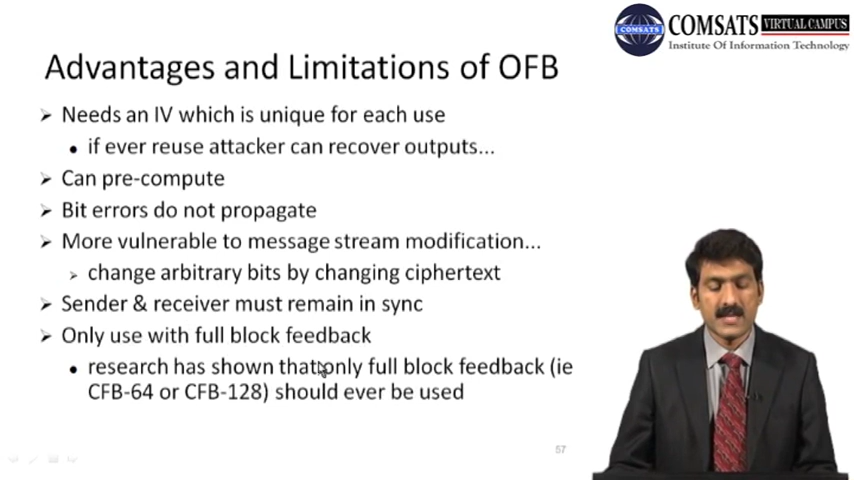 COMSATS VIRTUAL CAMPUS
Institute Of Information Technology
COMSATS
Advantages and Limitations of OFB
Needs an IV which is unique for each use
if ever reuse attacker can recover outputs...
Can pre-compute
Bit errors do not propagate
More vulnerable to message stream modification...
change arbitrary bits by changing ciphertext
Sender & receiver must remain in sync
Only use with full block feedback
research has shown that only full block feedback (ie
CFB-64 or CFB-128) should ever be used
57